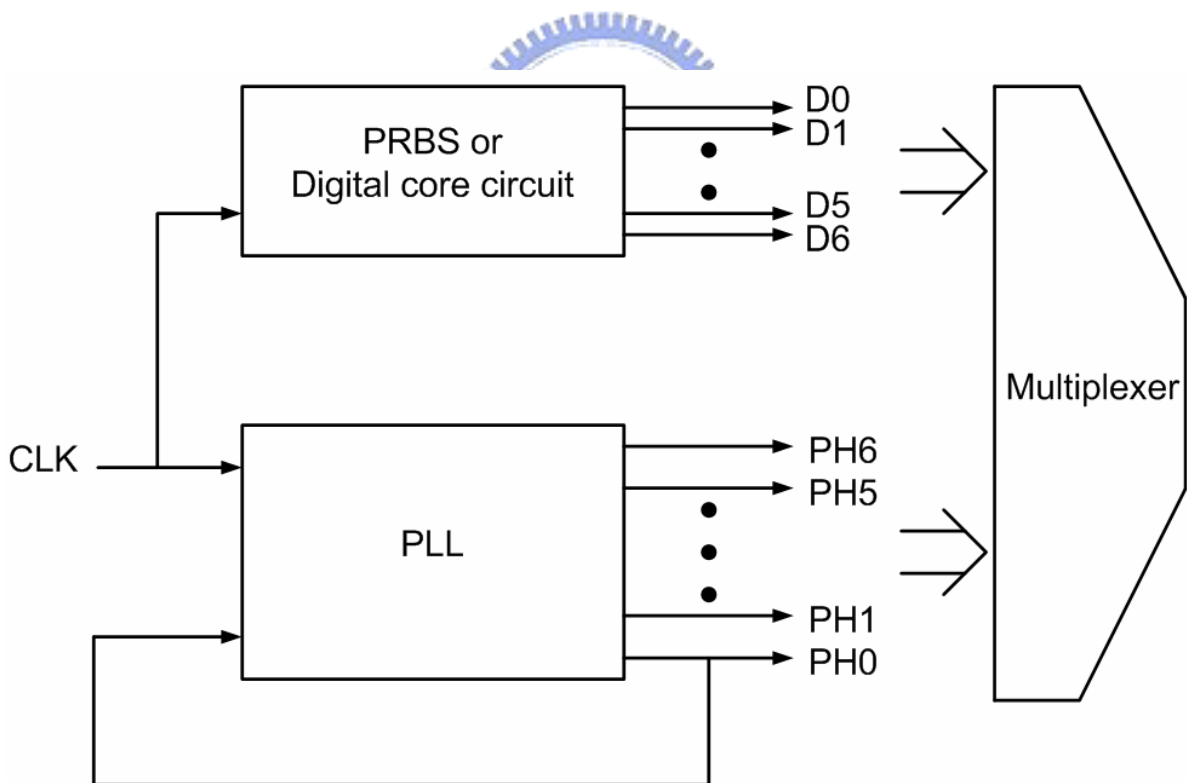 PRBS or
Digital core circuit
D0
D1
D5
D6
CLK
PLL
PH6
PH5
PH1
PH0
Multiplexer